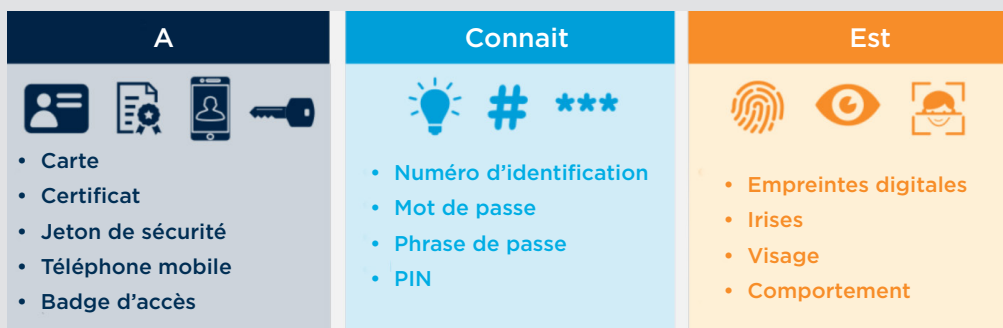 A
• Carte
• Certificat
• Jeton de sécurité
• Téléphone mobile
• Badge d'accès
Connait
# ***
• Numéro d'identification
• Mot de passe
• Phrase de passe
• PIN
Est
• Empreintes digitales
• Irises
• Visage
• Comportement